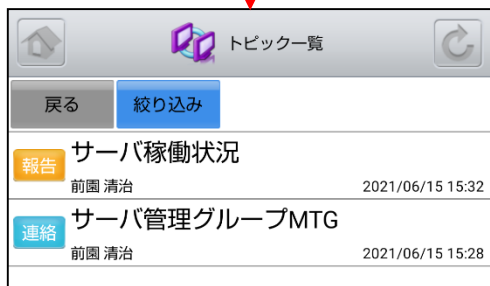 トピック一覧
戻る 絞り込み
報告 サーバ稼働状況
前園 清治 2021/06/15 15:32
連絡 サーバ管理グループMTG
前園 清治 2021/06/15 15:28